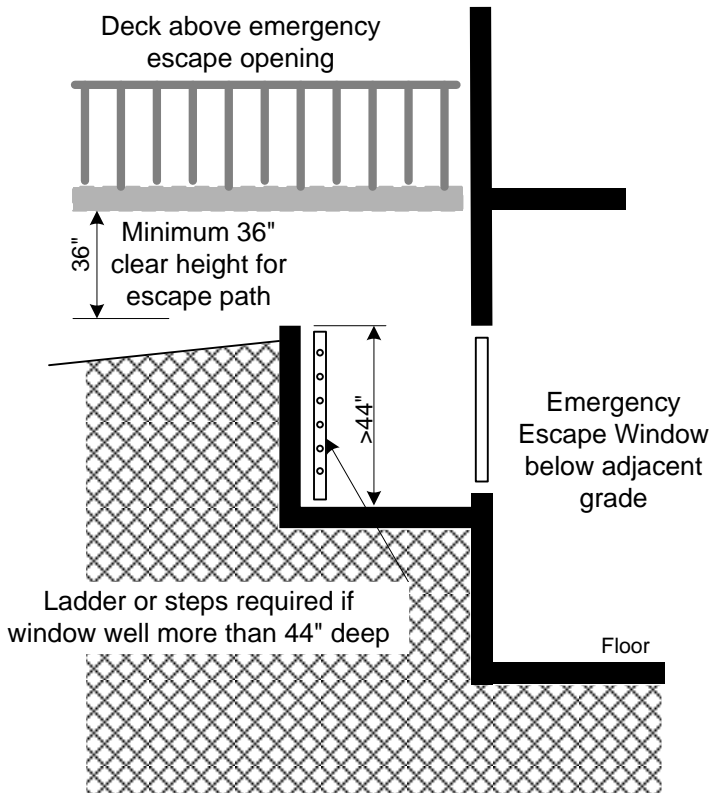 Deck above emergency
escape opening
36"
Minimum 36"
clear height for
escape path
>44"
Emergency
Escape Window
below adjacent
grade
Ladder or steps required if
window well more than 44" deep
Floor